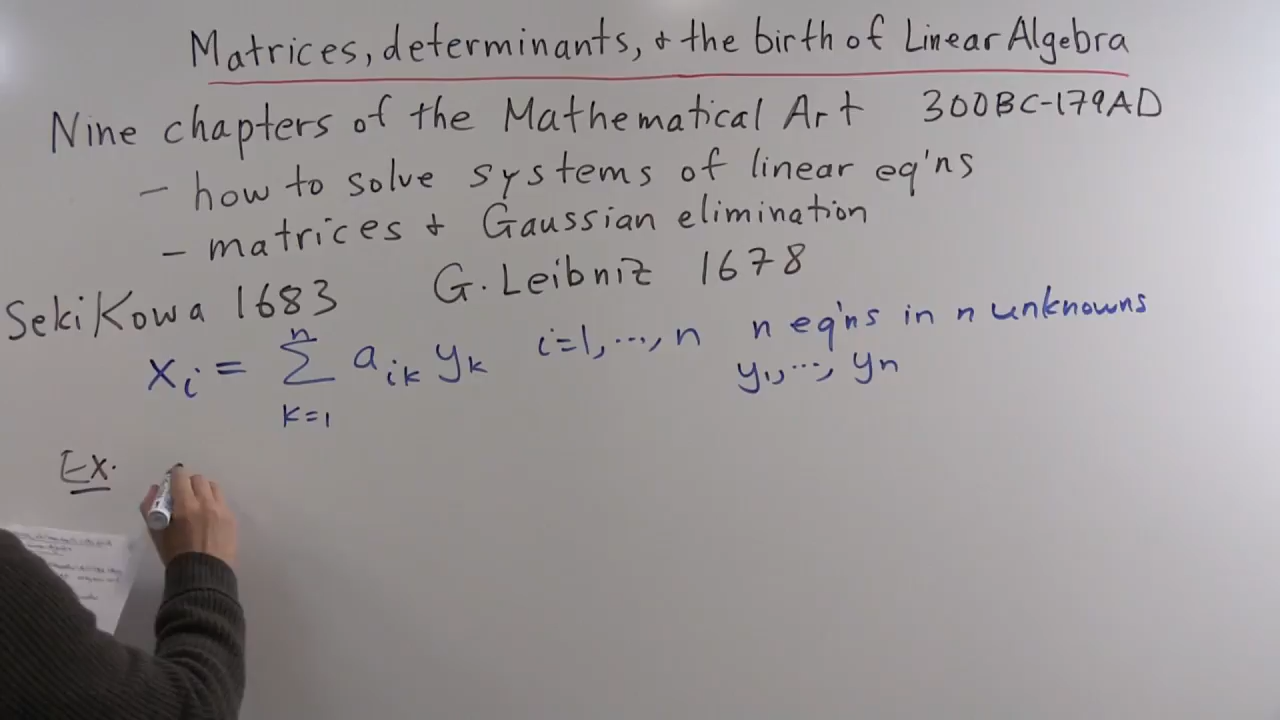 Matrices, determinants, & the birth of Linear Algebra
Nine chapters of the Mathematical Art 300BC-179AD
- how to solve systems of linear eq'ns
- matrices & Gaussian elimination
Seki Kowa 1683 G. Leibniz 1678
xᵢ = ∑ₖ₌₁ⁿ aᵢₖ yₖ i=1,...,n n eq'ns in n unknowns
y₁,...,yₙ
Ex.